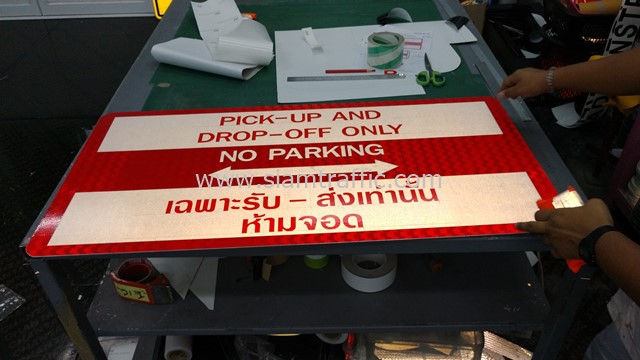 PICK-UP AND
DROP-OFF ONLY
NO PARKING
www.siamtraffic.com
เฉพาะรับ - ส่งเท่านั้น
ห้ามจอด